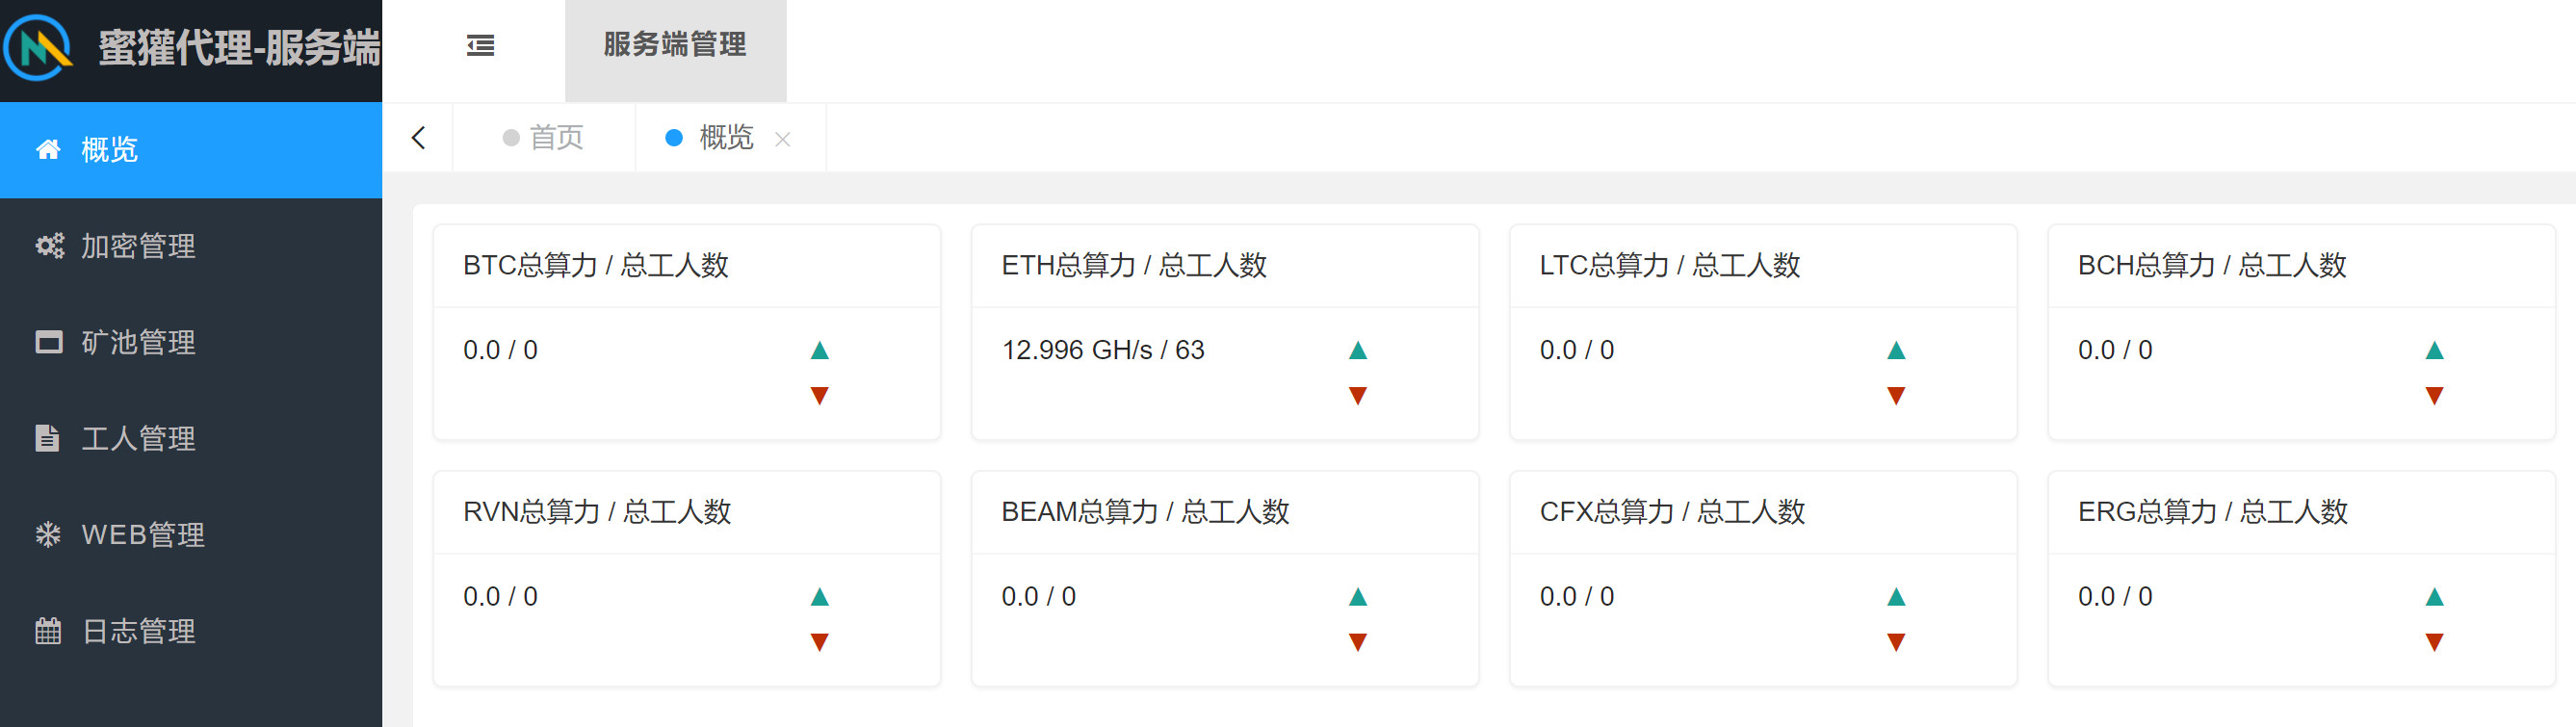 蜜獾代理-服务端
服务端管理
首页
概览
概览
加密管理
矿池管理
工人管理
WEB管理
日志管理
BTC总算力 / 总工人数
0.0 / 0
ETH总算力 / 总工人数
12.996 GH/s / 63
LTC总算力 / 总工人数
0.0 / 0
BCH总算力 / 总工人数
0.0 / 0
RVN总算力 / 总工人数
0.0 / 0
BEAM总算力 / 总工人数
0.0 / 0
CFX总算力 / 总工人数
0.0 / 0
ERG总算力 / 总工人数
0.0 / 0